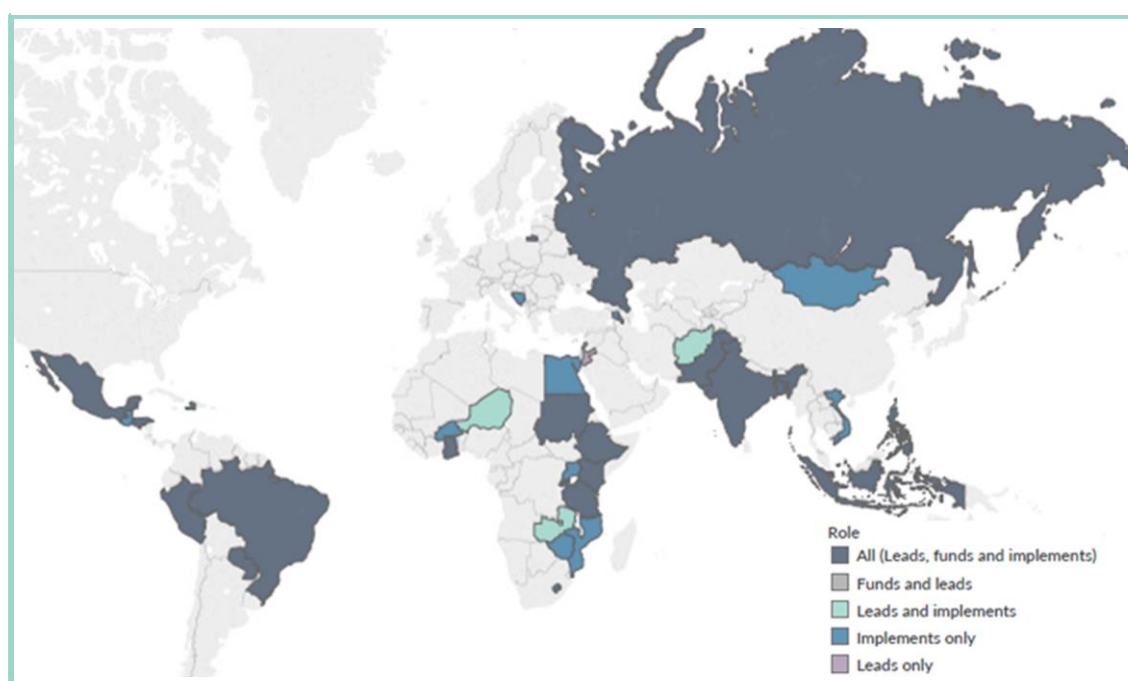 Role
All (Leads, funds and implements)
Funds and leads
Leads and implements
Implements only
Leads only